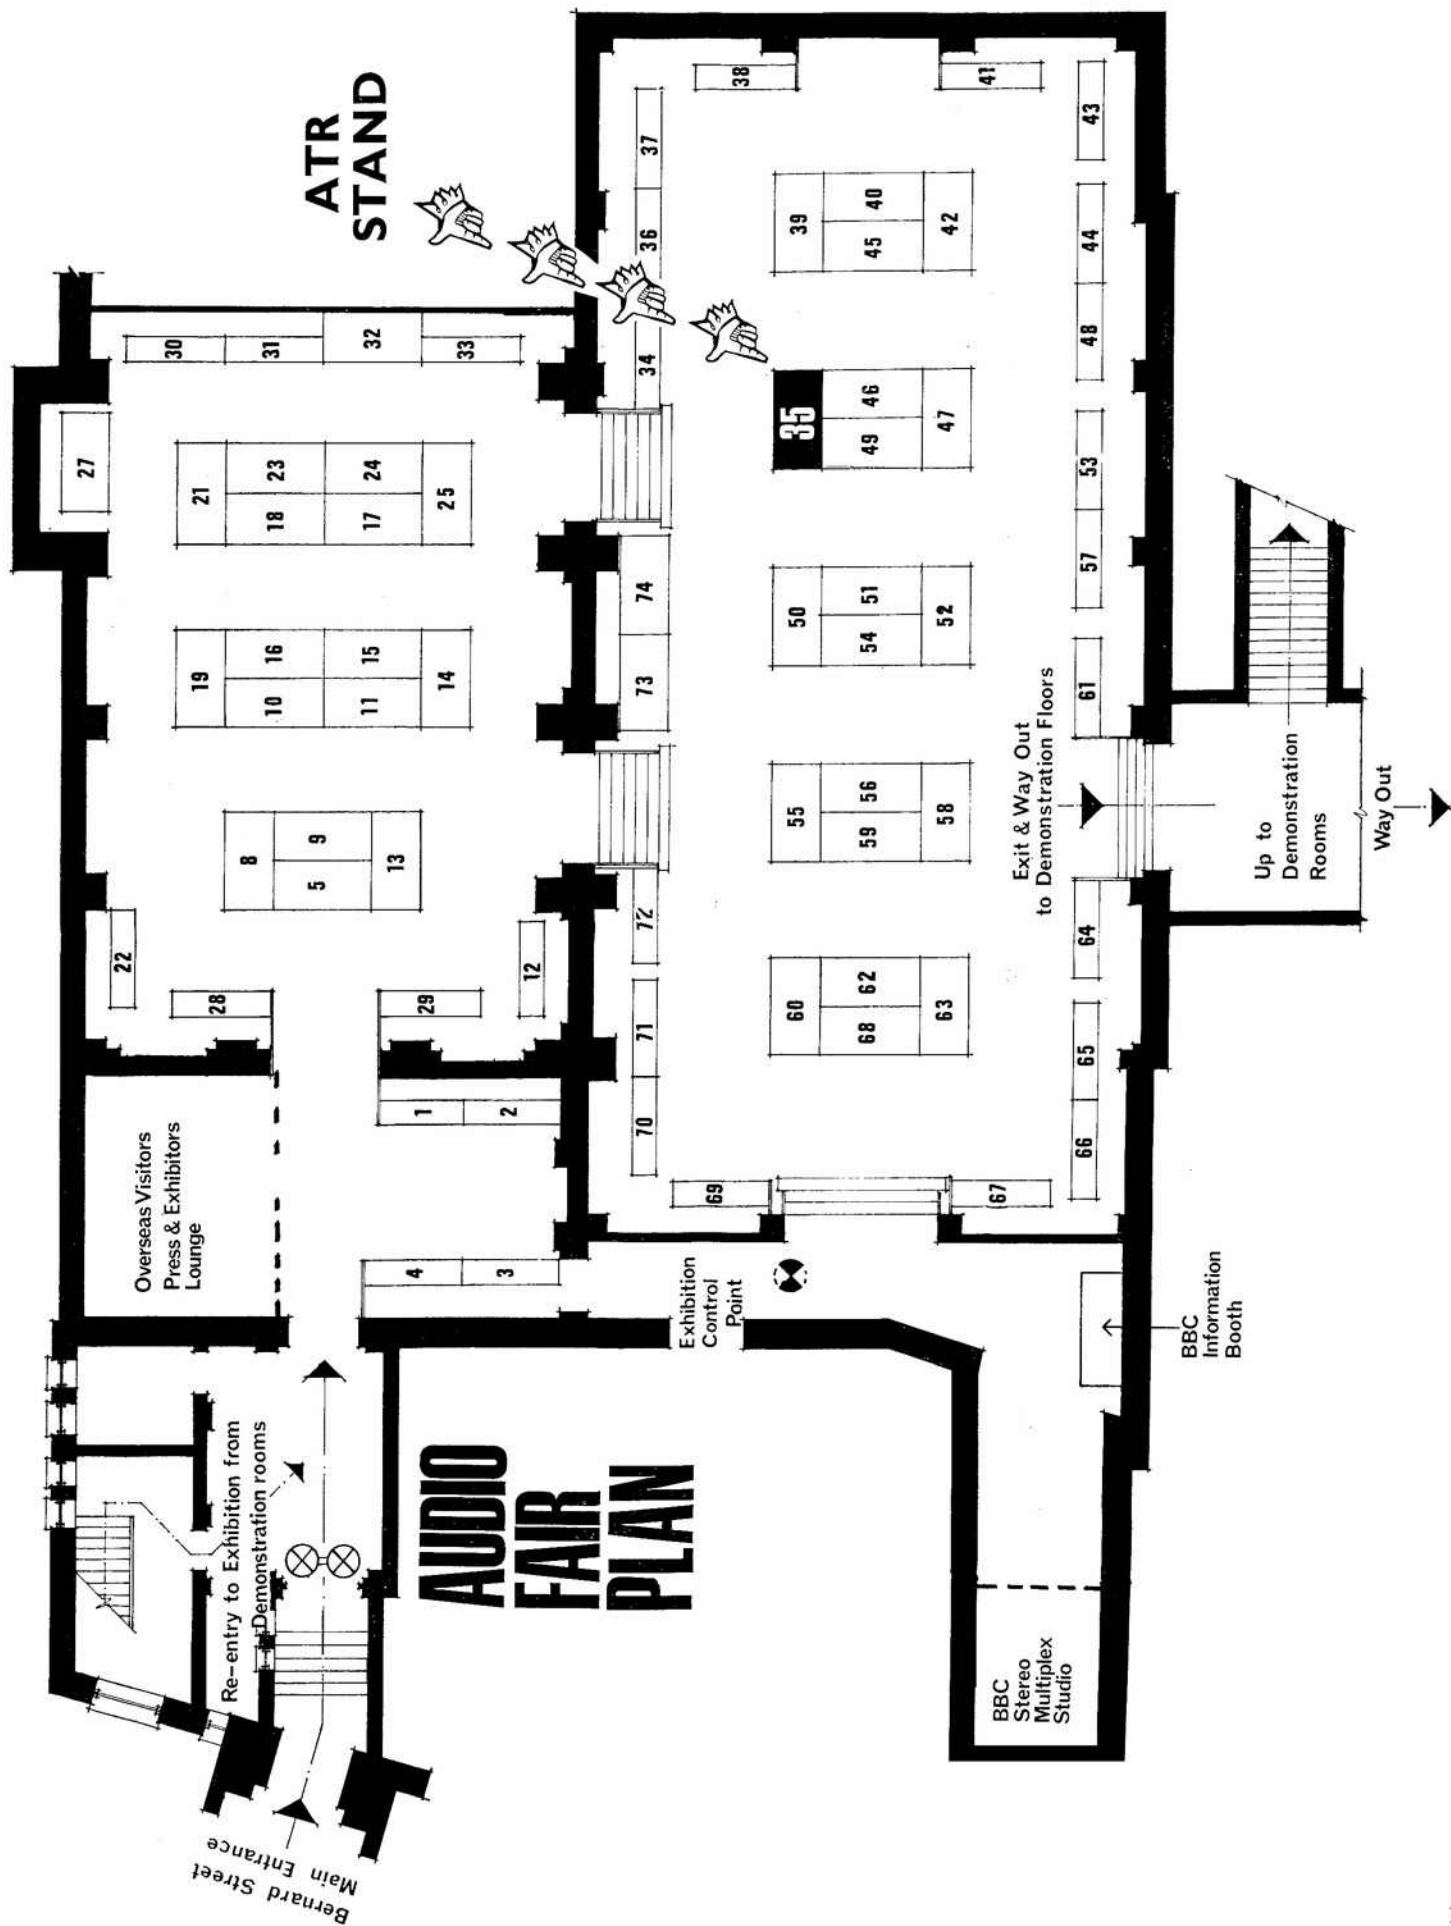 AUDIO
FAIR
PLAN
ATR
STAND
Bernard Street
Main Entrance
Re-entry to Exhibition from
Demonstration rooms
Overseas Visitors
Press & Exhibitors
Lounge
22
27
28
8
19
21
30
5
9
10
16
18
23
31
29
13
11
15
17
24
32
4
1
12
14
25
33
3
2
Exhibition
Control
Point
69
70
71
72
73
74
34
36
37
38
60
55
50
35
39
68
62
59
56
54
51
49
46
45
40
63
58
52
47
42
67
41
66
65
64
61
57
53
48
44
43
Exit & Way Out
to Demonstration Floors
BBC
Stereo
Multiplex
Studio
BBC
Information
Booth
Up to
Demonstration
Rooms
Way Out